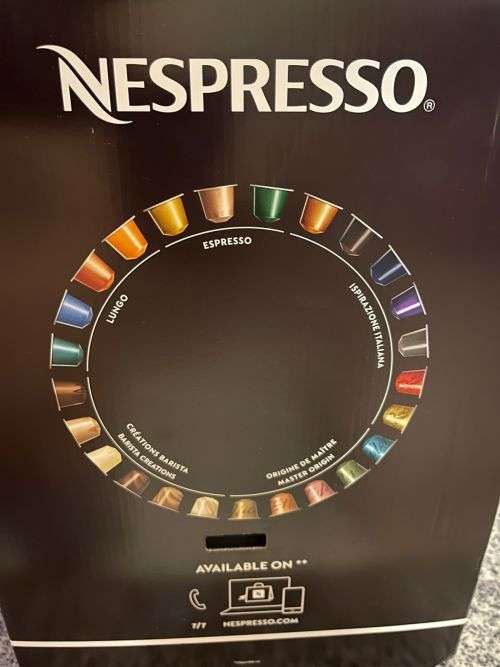 NESPRESSO®
ESPRESSO
LUNGO
ISPIRAZIONE ITALIANA
CRÉATIONS BARISTA
BARISTA CREATIONS
ORIGINE DE MAÎTRE
MASTER ORIGIN
AVAILABLE ON **
N
7/7 NESPRESSO.COM